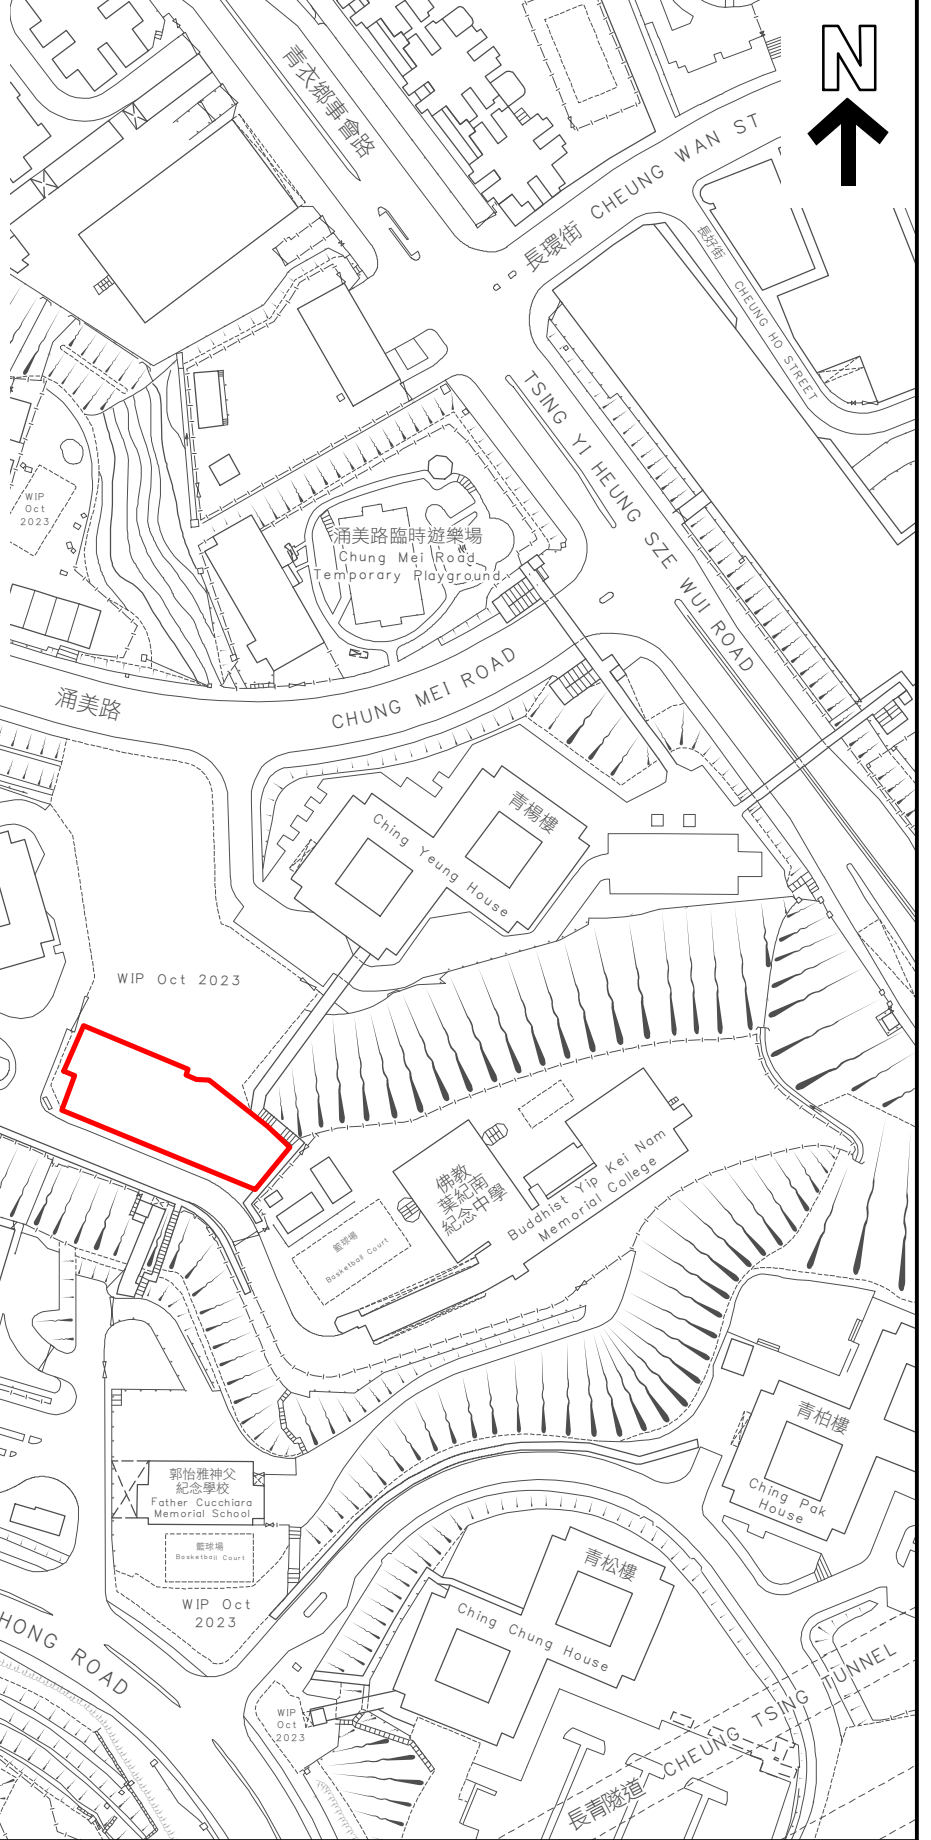 N
青衣鄉事會路
長環街 CHEUNG WAN ST
長好街
CHEUNG HO STREET
TSING YI HEUNG SZE WUI ROAD
WIP
Oct
2023
涌美路臨時遊樂場
Chung Mei Road
Temporary Playground
涌美路
CHUNG MEI ROAD
青楊樓
Ching Yeung House
WIP Oct 2023
佛教
葉紀南
紀念中學
Buddhist Yip Kei Nam
Memorial College
籃球場
Basketball Court
青柏樓
Ching Pak
House
郭怡雅神父
紀念學校
Father Cucchiara
Memorial School
籃球場
Basketball Court
WIP Oct
2023
青松樓
Ching Chung House
HONG ROAD
WIP
Oct
2023
長青隧道 CHEUNG TSING TUNNEL